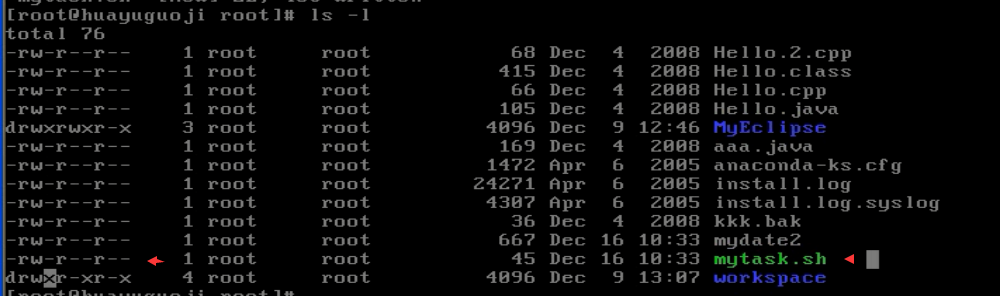 [root@huayuguoji root]# ls -l
total 76
-rw-r--r-- 1 root root 68 Dec 4 2008 Hello.2.cpp
-rw-r--r-- 1 root root 415 Dec 4 2008 Hello.class
-rw-r--r-- 1 root root 66 Dec 4 2008 Hello.cpp
-rw-r--r-- 1 root root 105 Dec 4 2008 Hello.java
drwxrwxr-x 3 root root 4096 Dec 9 12:46 MyEclipse
-rw-r--r-- 1 root root 169 Dec 4 2008 aaa.java
-rw-r--r-- 1 root root 1472 Apr 6 2005 anaconda-ks.cfg
-rw-r--r-- 1 root root 24271 Apr 6 2005 install.log
-rw-r--r-- 1 root root 4307 Apr 6 2005 install.log.syslog
-rw-r--r-- 1 root root 36 Dec 4 2008 kkk.bak
-rw-r--r-- 1 root root 667 Dec 16 10:33 mydate2
-rw-r--r-- 1 root root 45 Dec 16 10:33 mytask.sh
drwxr-xr-x 4 root root 4096 Dec 9 13:07 workspace
[root@huayuguoji root]#